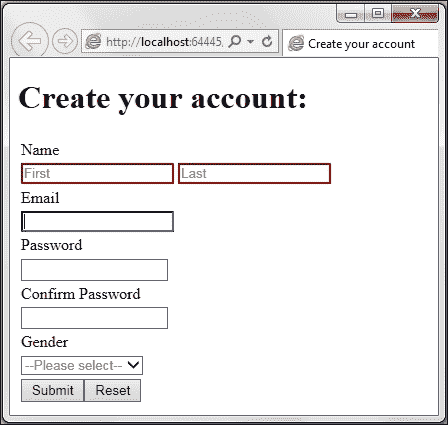 http://localhost:64445,
Create your account
Create your account:
Name
First Last
Email
Password
Confirm Password
Gender
--Please select--
Submit Reset